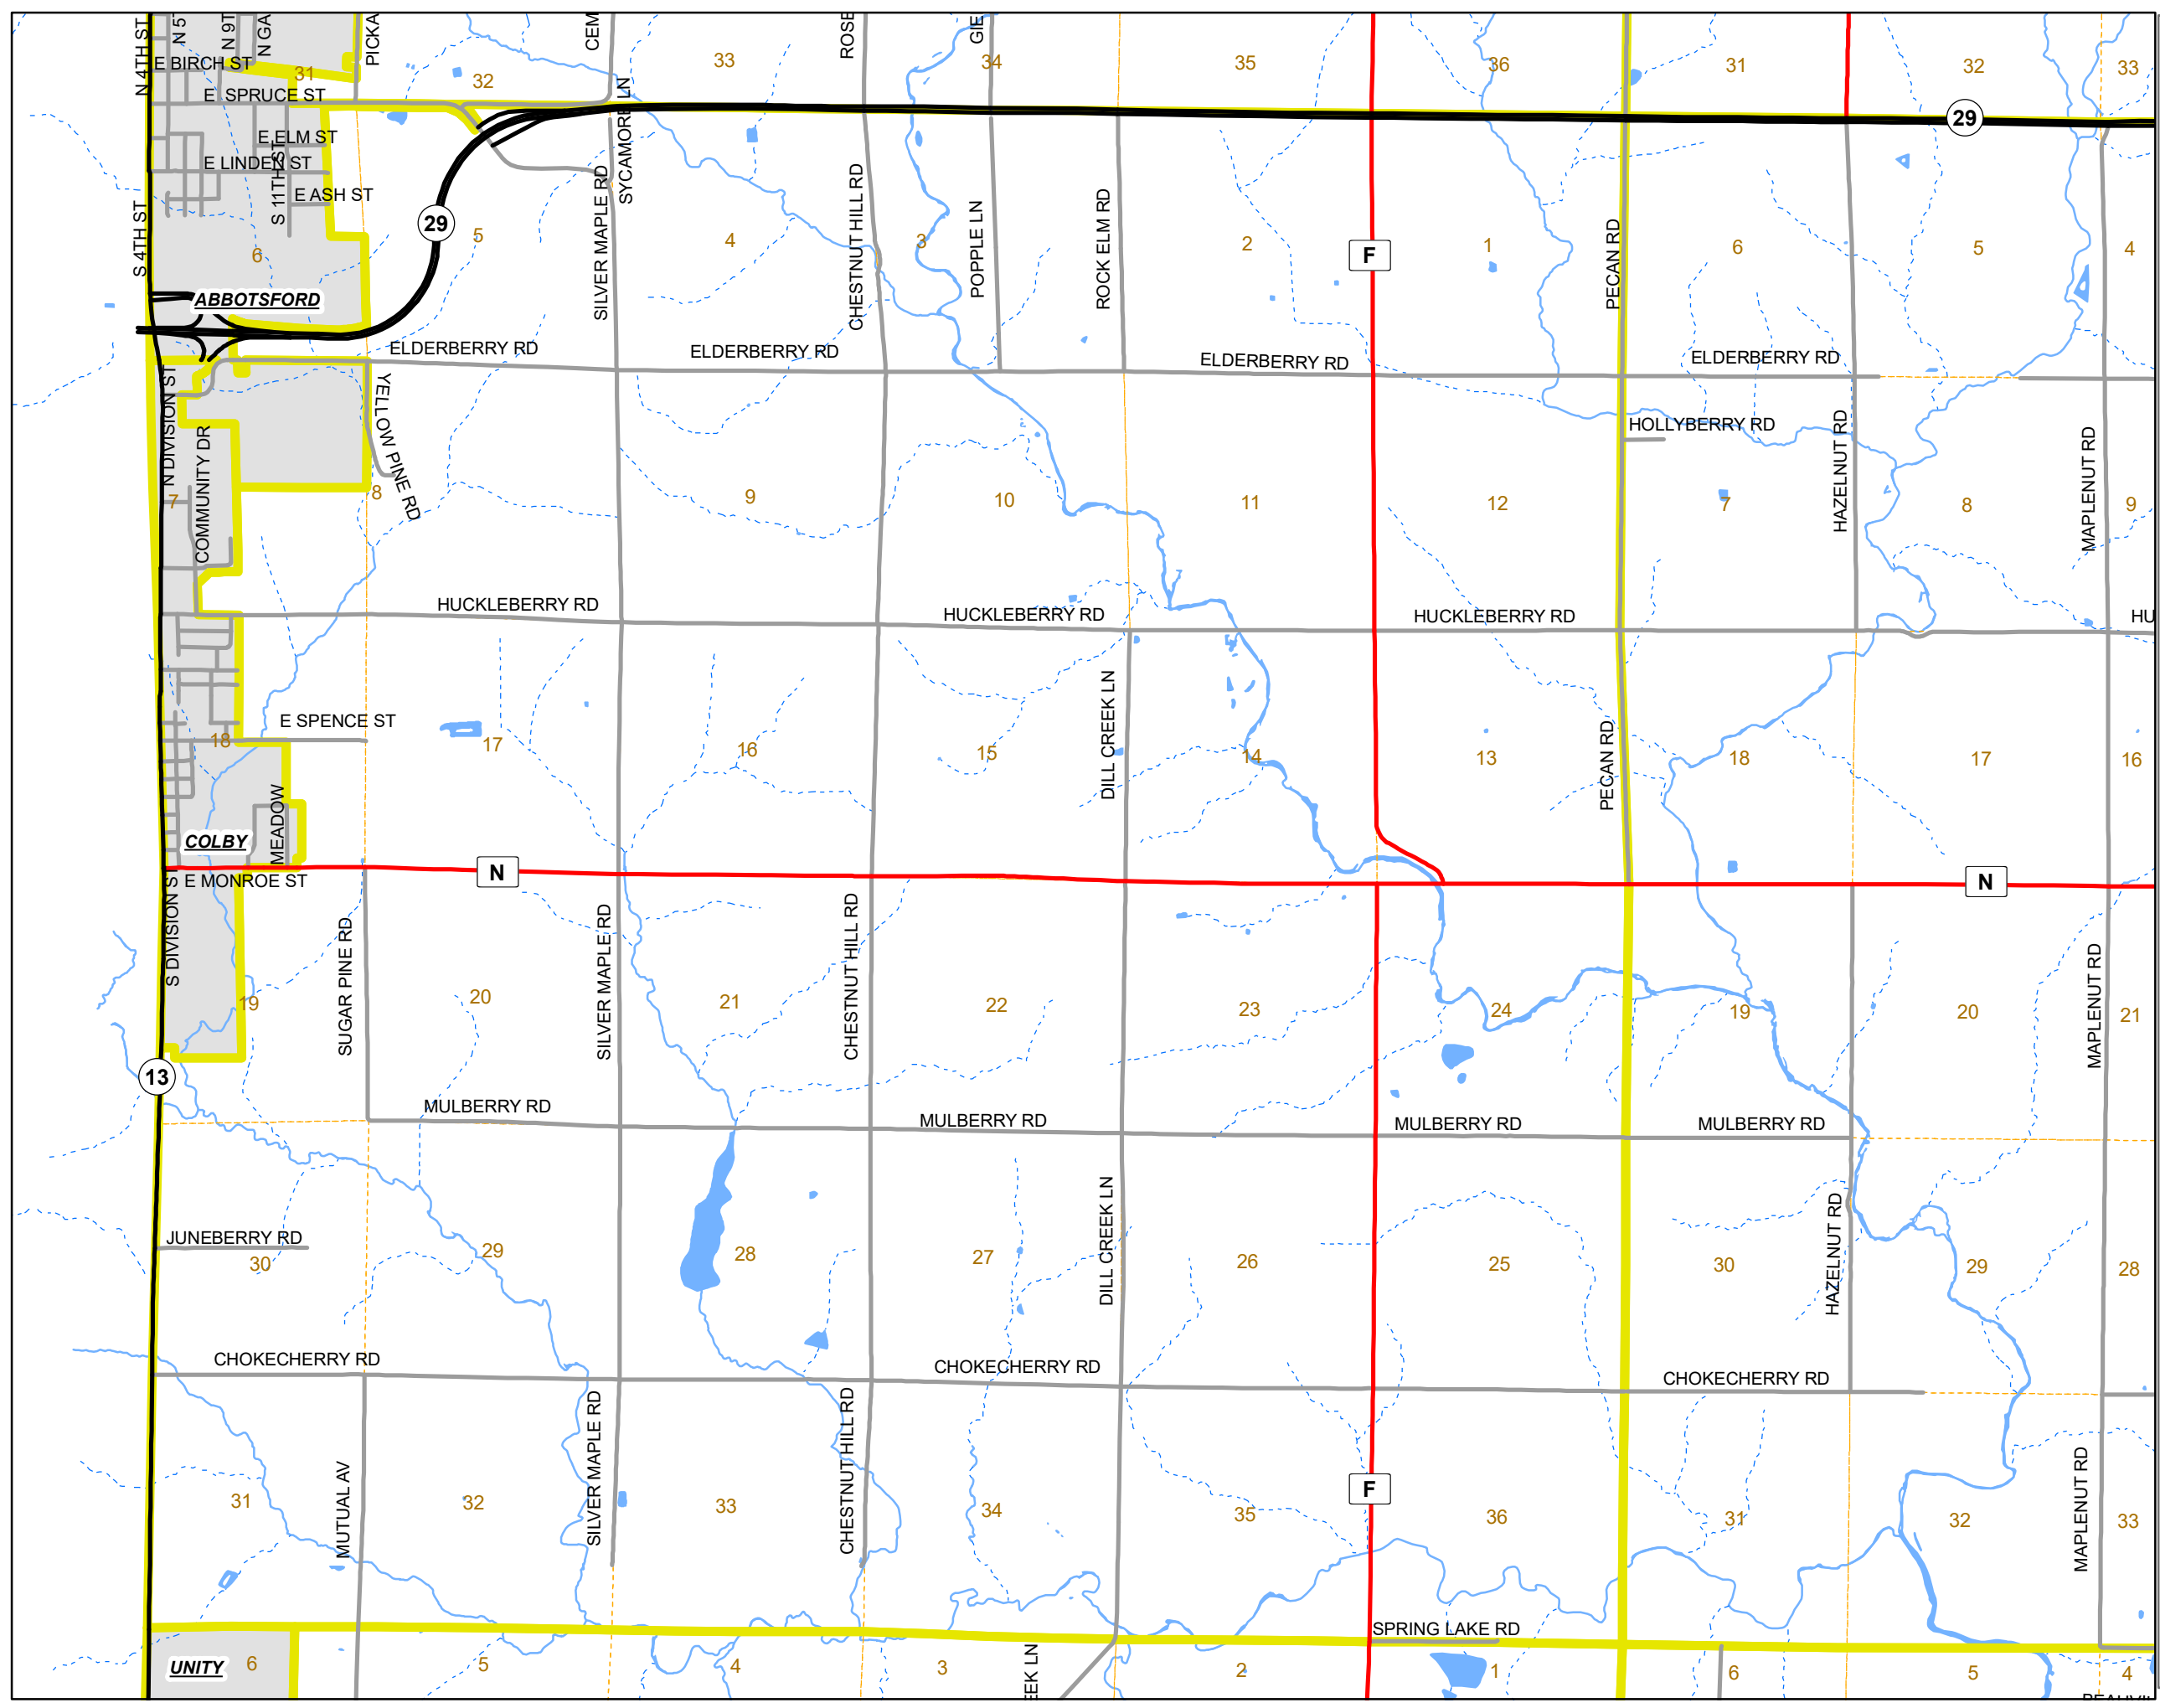 N 4TH ST
N 5
N 9T
N GA
PICKA
CEM
ROSE
GIE
E BIRCH ST
31
32
33
34
35
36
31
32
33
E SPRUCE ST
SYCAMORE LN
29
E ELM ST
E LINDEN ST
S 11TH ST
E ASH ST
S 4TH ST
29
6
5
4
3
2
1
6
5
4
SILVER MAPLE RD
CHESTNUT HILL RD
POPPLE LN
ROCK ELM RD
F
PECAN RD
ABBOTSFORD
ELDERBERRY RD
ELDERBERRY RD
ELDERBERRY RD
ELDERBERRY RD
N DIVISION ST
YELLOW PINE RD
COMMUNITY DR
HOLLYBERRY RD
HAZELNUT RD
MAPLENUT RD
7
8
9
10
11
12
7
8
9
HUCKLEBERRY RD
HUCKLEBERRY RD
HUCKLEBERRY RD
HU
E SPENCE ST
18
17
16
15
14
13
18
17
16
DILL CREEK LN
PECAN RD
MEADOW
COLBY
N
E MONROE ST
N
S DIVISION ST
SUGAR PINE RD
SILVER MAPLE RD
CHESTNUT HILL RD
MAPLENUT RD
19
20
21
22
23
24
19
20
21
13
MULBERRY RD
MULBERRY RD
MULBERRY RD
MULBERRY RD
JUNEBERRY RD
30
29
28
27
26
25
30
29
28
DILL CREEK LN
HAZELNUT RD
CHOKECHERRY RD
CHOKECHERRY RD
CHOKECHERRY RD
MUTUAL AV
SILVER MAPLE RD
CHESTNUT HILL RD
F
MAPLENUT RD
31
32
33
34
35
36
31
32
33
SPRING LAKE RD
UNITY
6
5
4
3
EEK LN
2
1
6
5
4